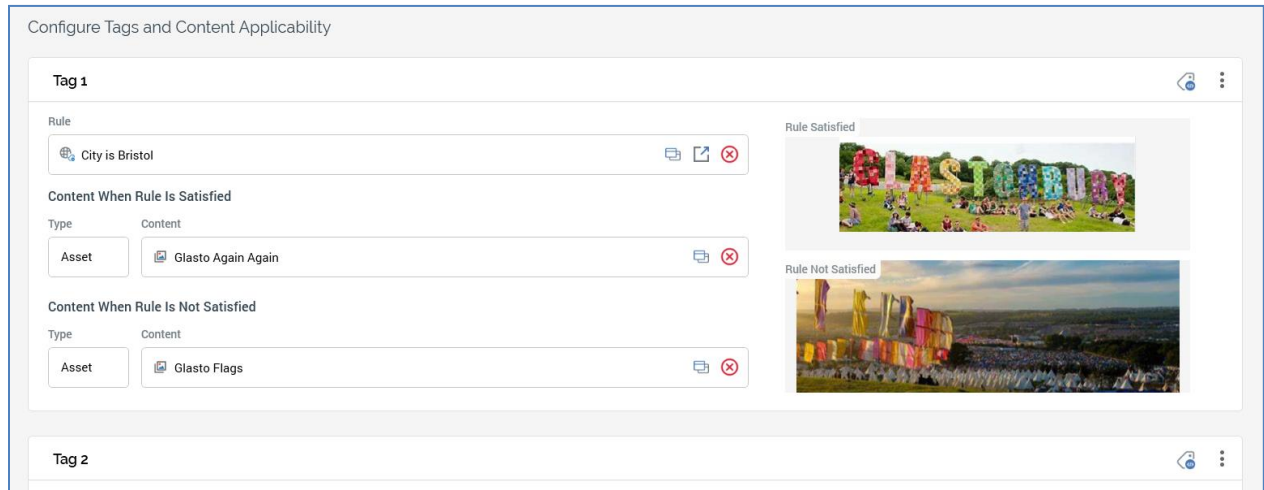 Configure Tags and Content Applicability
Tag 1
Rule
City is Bristol
Content When Rule Is Satisfied
Type Content
Asset Glasto Again Again
Content When Rule Is Not Satisfied
Type Content
Asset Glasto Flags
Rule Satisfied
GLASTONBURY
Rule Not Satisfied
Tag 2